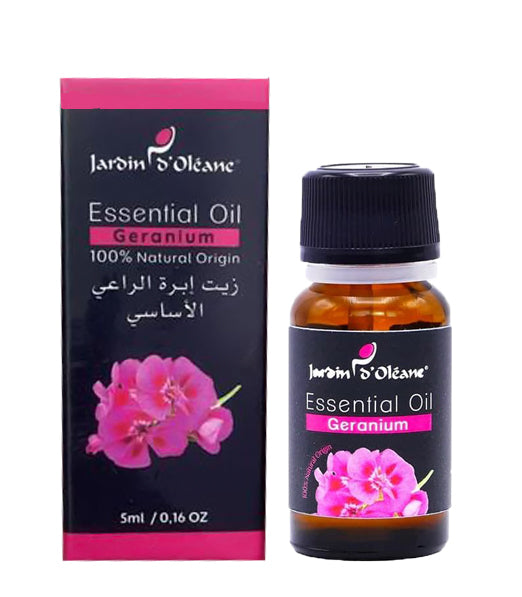 Jardin d'Oléane®
Essential Oil
Geranium
100% Natural Origin
زيت إبرة الراعي
الأساسي
5ml / 0,16 OZ
Jardin d'Oléane®
Essential Oil
Geranium
100% Natural Origin